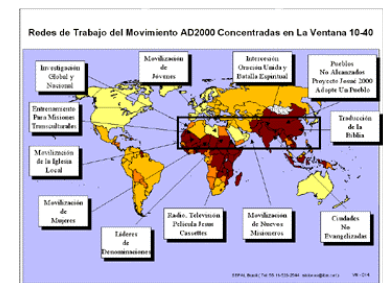 Redes de Trabajo del Movimiento AD2000 Concentradas en La Ventana 10-40
Investigación
Global y
Nacional
Movilización
de
Jóvenes
Intercesión
Oración Unida y
Batalla Espiritual
Pueblos
No Alcanzados
Proyecto Josué 2000
Adopte Un Pueblo
Entrenamiento
Para Misiones
Transculturales
Traducción
de la
Biblia
Movilización
de la Iglesia
Local
Movilización
de
Mujeres
Líderes
de
Denominaciones
Radio, Televisión
Película Jesus
Cassettes
Movilización
de Nuevos
Misioneros
Ciudades
No
Evangelizadas